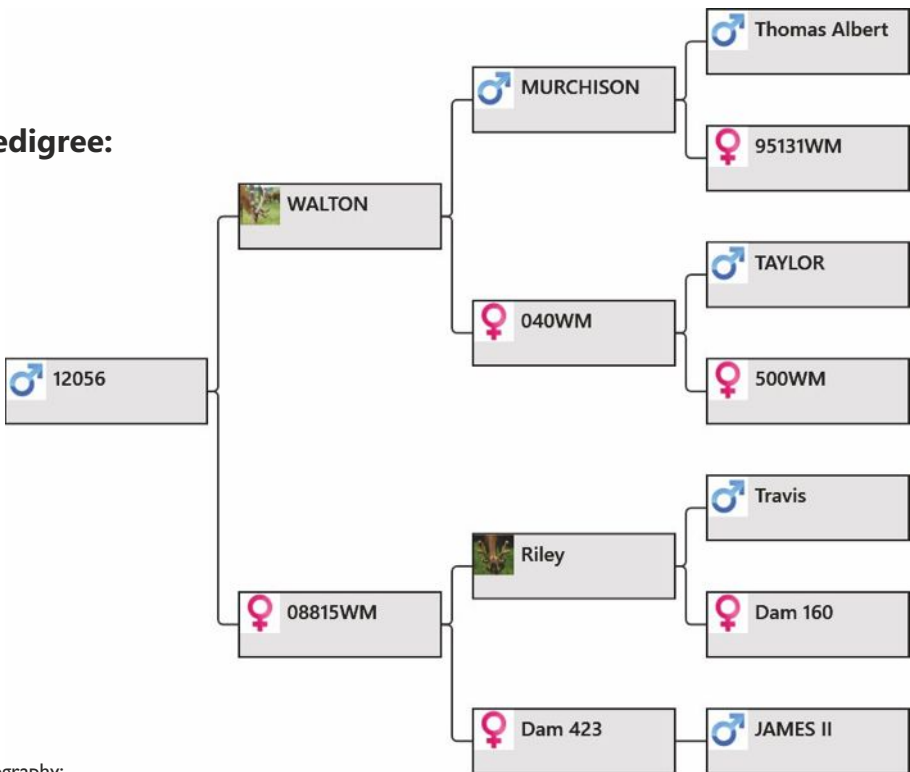 edigree:
Thomas Albert
MURCHISON
95131WM
WALTON
TAYLOR
040WM
500WM
12056
Travis
Riley
Dam 160
08815WM
Dam 423
JAMES II